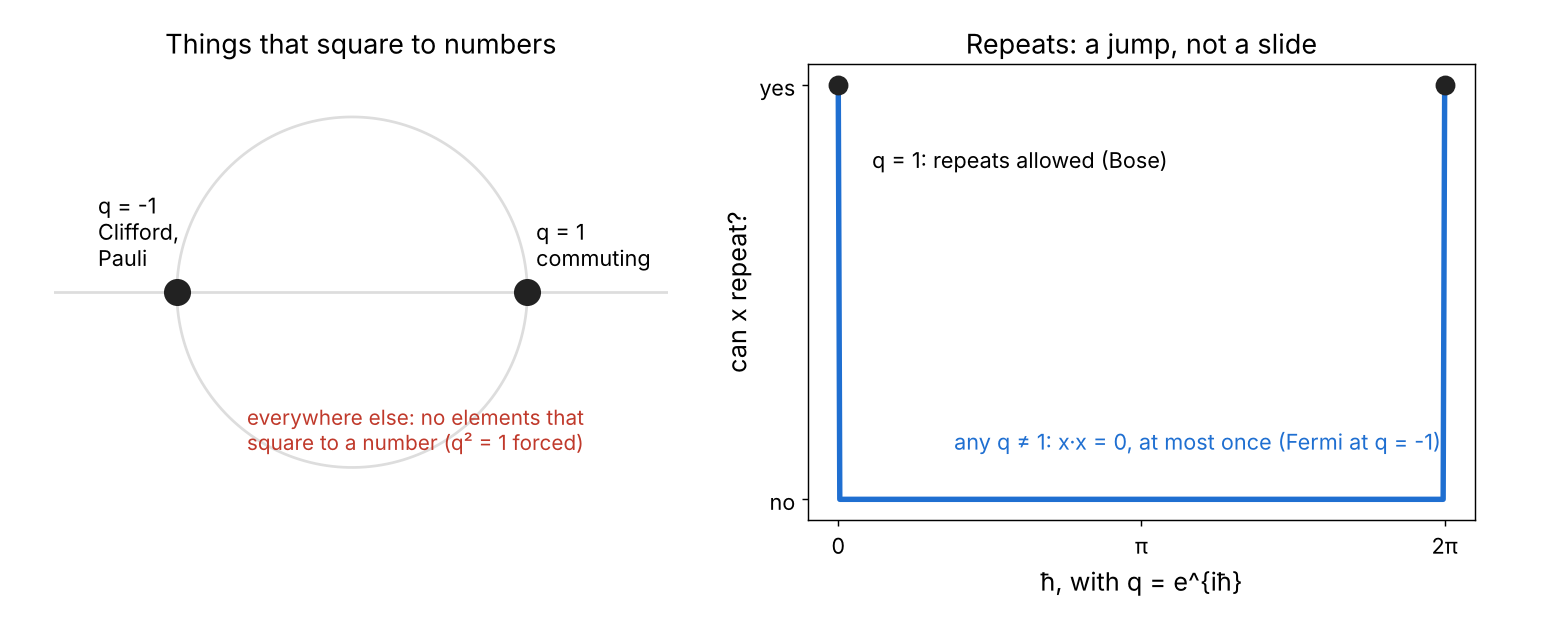 Things that square to numbers
q = -1
Clifford,
Pauli
q = 1
commuting
everywhere else: no elements that
square to a number (q² = 1 forced)
Repeats: a jump, not a slide
can x repeat?
yes
no
q = 1: repeats allowed (Bose)
any q ≠ 1: x·x = 0, at most once (Fermi at q = -1)
0
π
2π
ħ, with q = e^{iħ}